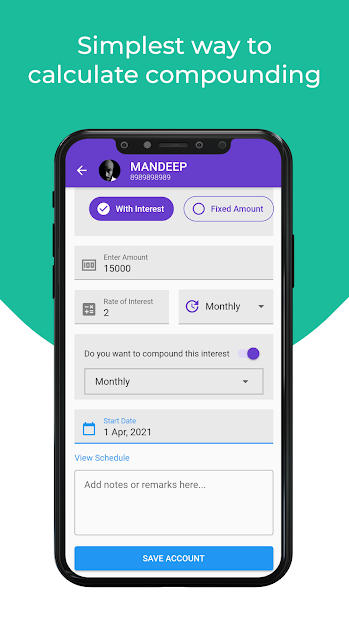 Simplest way to
calculate compounding
MANDEEP
8989898989
With Interest
Fixed Amount
Enter Amount
100
15000
Rate of Interest
2
Monthly
Do you want to compound this interest
Monthly
Start Date
1 Apr, 2021
View Schedule
Add notes or remarks here...
SAVE ACCOUNT